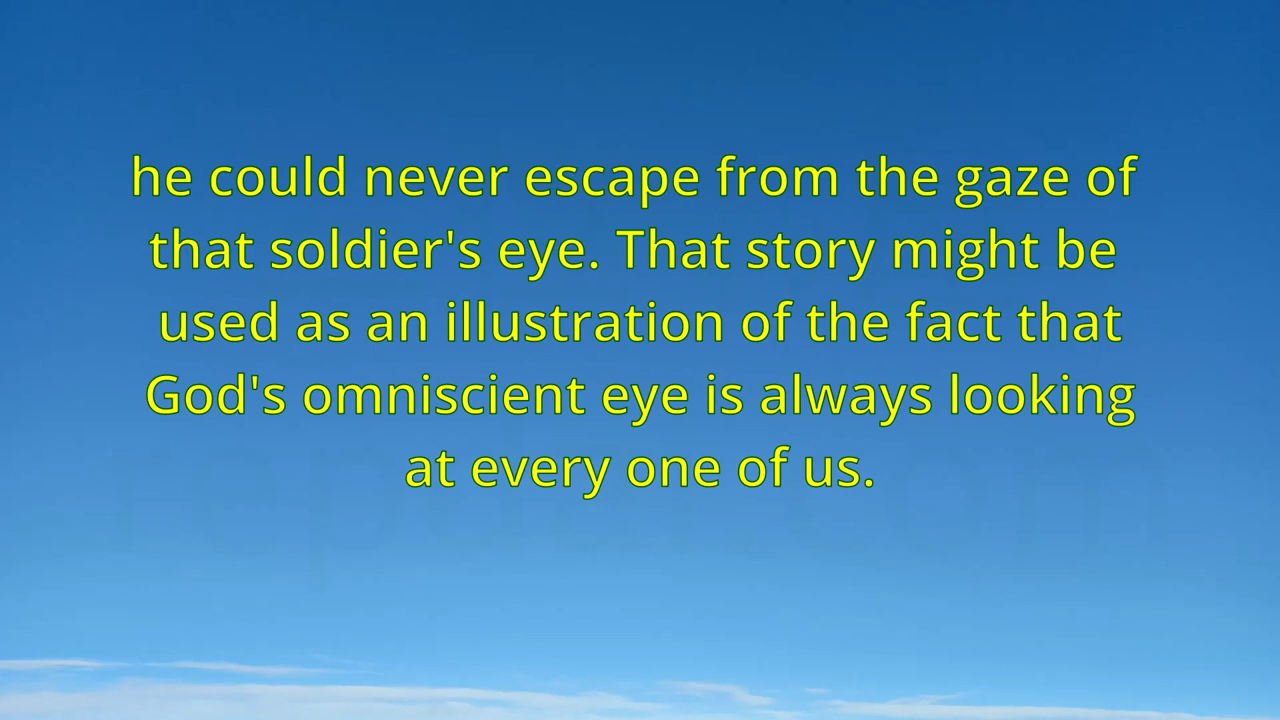 he could never escape from the gaze of
that soldier's eye. That story might be
used as an illustration of the fact that
God's omniscient eye is always looking
at every one of us.